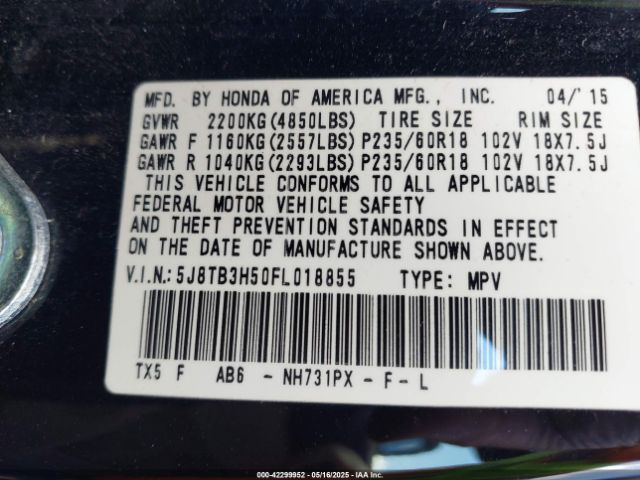 MFD. BY HONDA OF AMERICA MFG., INC. 04/'15
GVWR 2200KG(4850LBS) TIRE SIZE RIM SIZE
GAWR F 1160KG(2557LBS)P235/60R18 102V 18X7.5J
GAWR R 1040KG(2293LBS)P235/60R18 102V 18X7.5J
THIS VEHICLE CONFORMS TO ALL APPLICABLE
FEDERAL MOTOR VEHICLE SAFETY
AND THEFT PREVENTION STANDARDS IN EFFECT
ON THE DATE OF MANUFACTURE SHOWN ABOVE.
V.I.N.:5J8TB3H50FL018855 TYPE: MPV
TX5 F AB6 - NH731PX - F - L
000-42299952 | 05/16/2025 | IAAI.COM